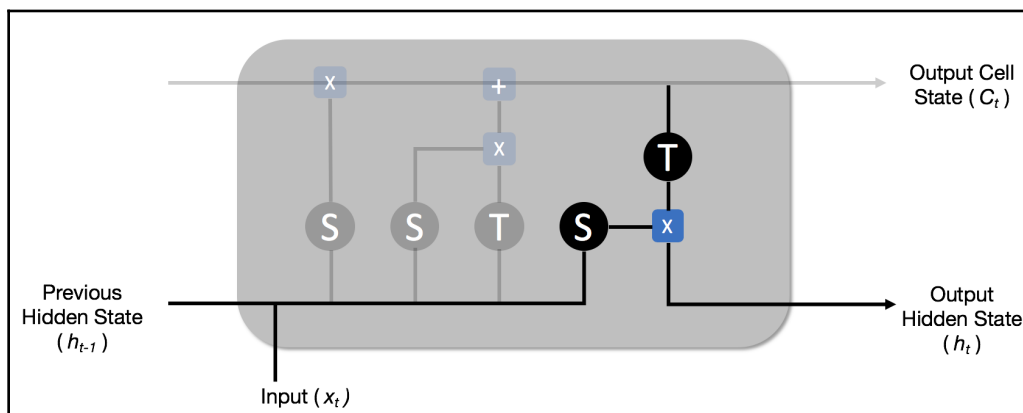 x
+
Output Cell
State ( Cₜ )
x
T
S
S
T
S
x
Previous
Hidden State
( hₜ₋₁ )
Output
Hidden State
( hₜ )
Input ( xₜ )